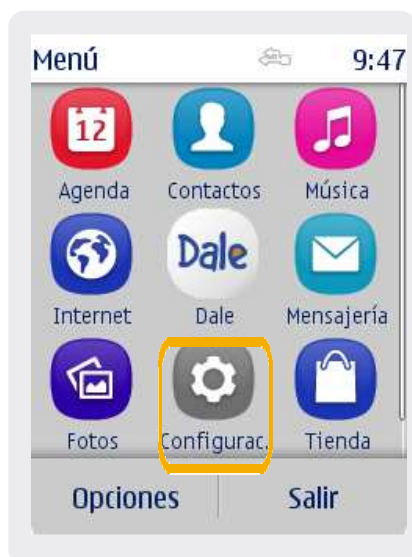 Menú 9:47
12
Agenda Contactos Música
Dale
Internet Dale Mensajería
Fotos Configurac. Tienda
Opciones Salir